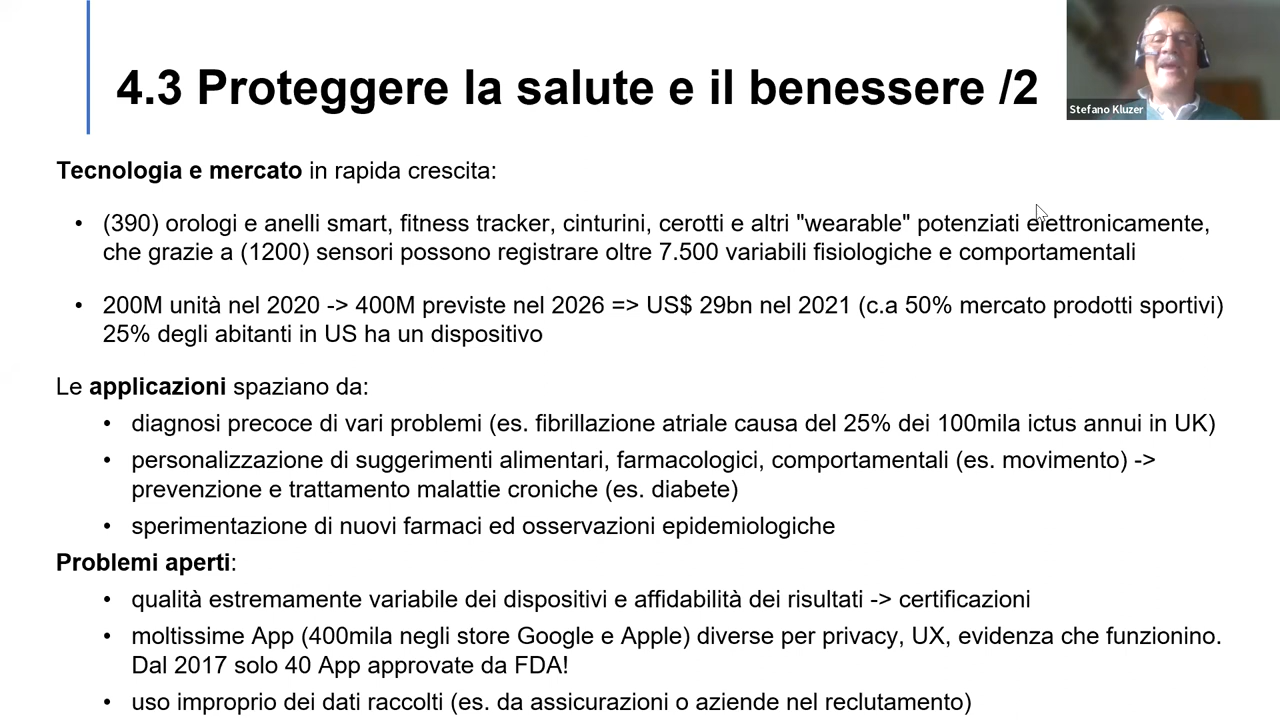 4.3 Proteggere la salute e il benessere /2
Stefano Kluzer
Tecnologia e mercato in rapida crescita:
• (390) orologi e anelli smart, fitness tracker, cinturini, cerotti e altri "wearable" potenziati elettronicamente,
che grazie a (1200) sensori possono registrare oltre 7.500 variabili fisiologiche e comportamentali
• 200M unità nel 2020 -> 400M previste nel 2026 => US$ 29bn nel 2021 (c.a 50% mercato prodotti sportivi)
25% degli abitanti in US ha un dispositivo
Le applicazioni spaziano da:
• diagnosi precoce di vari problemi (es. fibrillazione atriale causa del 25% dei 100mila ictus annui in UK)
• personalizzazione di suggerimenti alimentari, farmacologici, comportamentali (es. movimento) ->
prevenzione e trattamento malattie croniche (es. diabete)
• sperimentazione di nuovi farmaci ed osservazioni epidemiologiche
Problemi aperti:
• qualità estremamente variabile dei dispositivi e affidabilità dei risultati -> certificazioni
• moltissime App (400mila negli store Google e Apple) diverse per privacy, UX, evidenza che funzionino.
Dal 2017 solo 40 App approvate da FDA!
• uso improprio dei dati raccolti (es. da assicurazioni o aziende nel reclutamento)